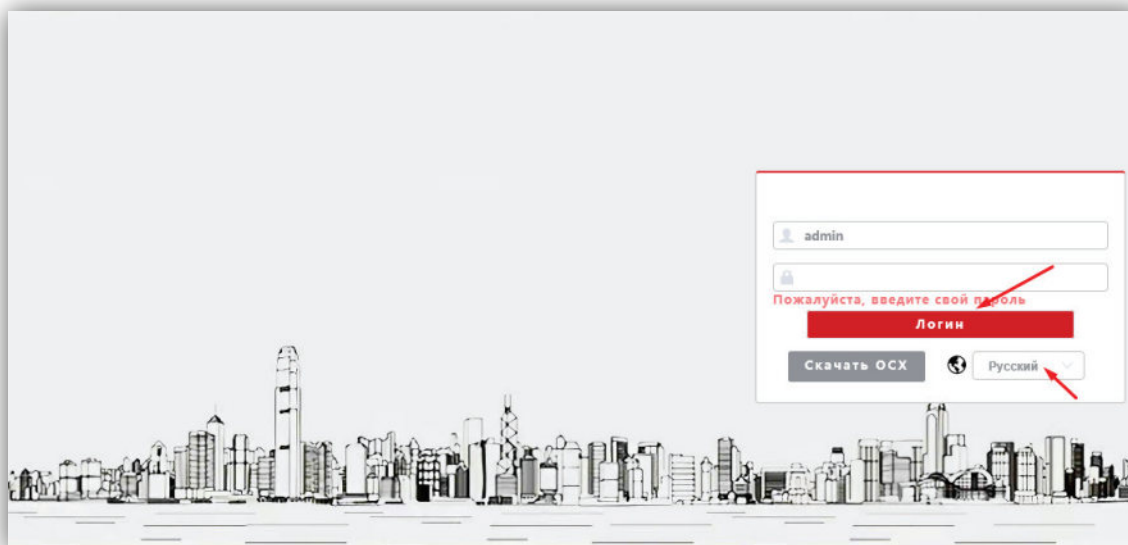 admin
Пожалуйста, введите свой пароль
Логин
Скачать OCX
Русский